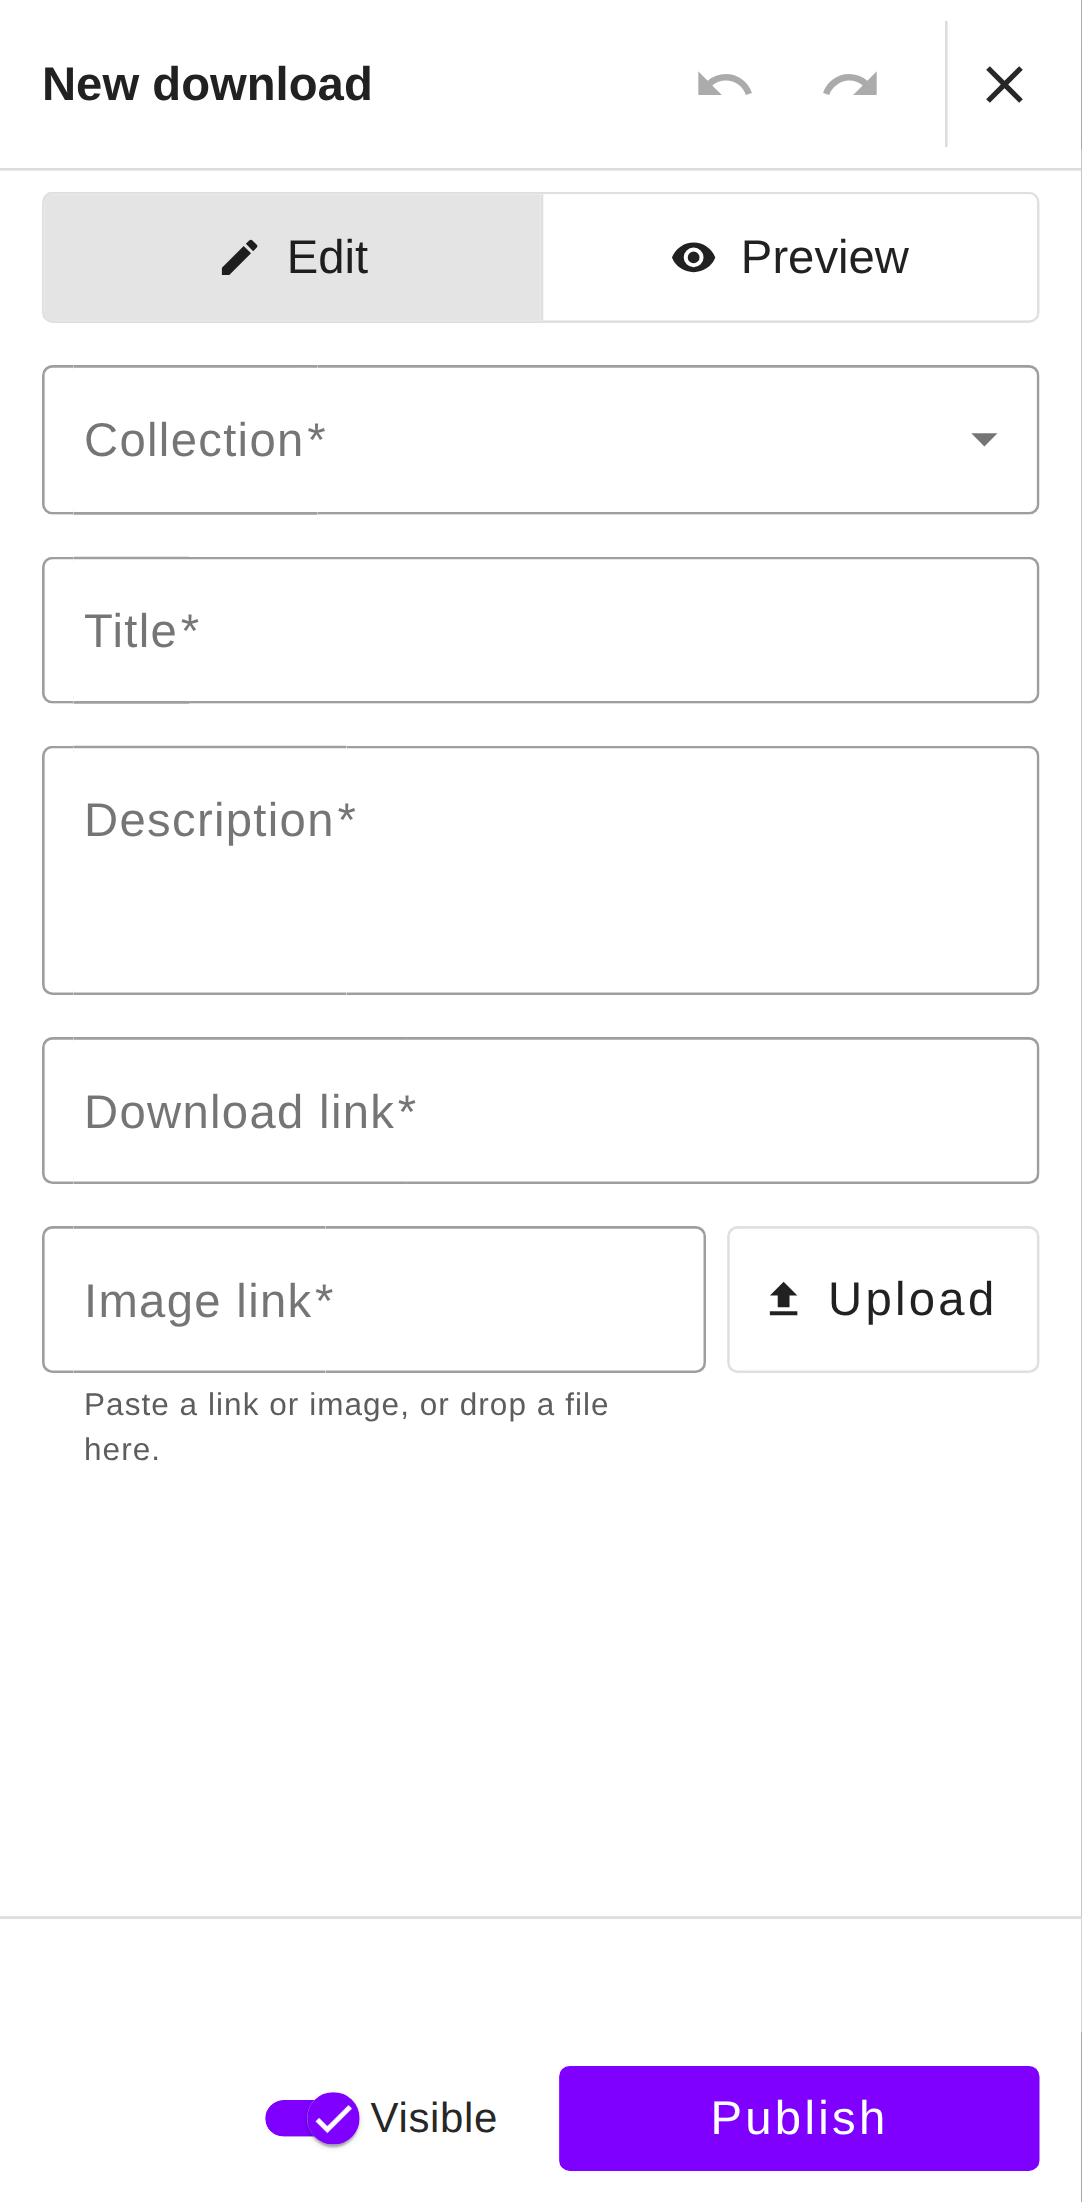 New download
Edit
Preview
Collection*
Title*
Description*
Download link*
Image link*
Upload
Paste a link or image, or drop a file
here.
Visible
Publish